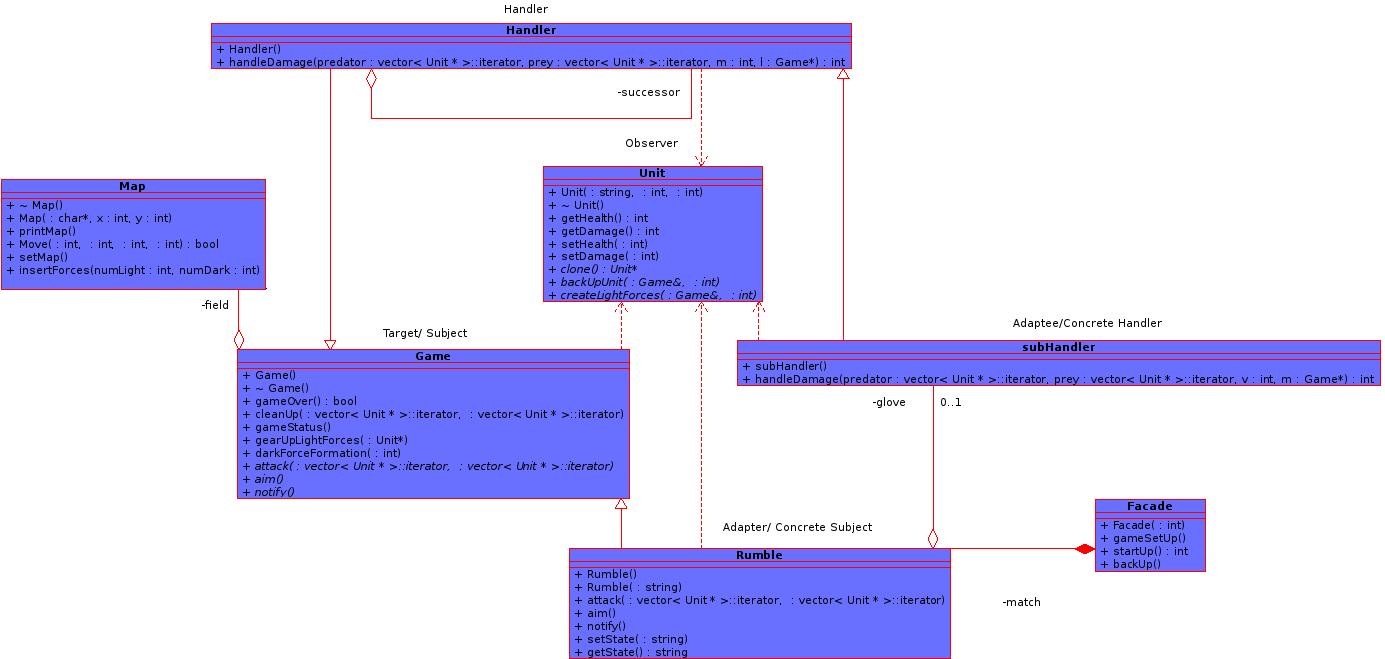 Handler
Handler
+ Handler()
+ handleDamage(predator : vector< Unit * >::iterator, prey : vector< Unit * >::iterator, m : int, l : Game*) : int
-successor
Observer
Unit
+ Unit( : string,  : int,  : int)
+ ~ Unit()
+ getHealth() : int
+ getDamage() : int
+ setHealth( : int)
+ setDamage( : int)
+ clone() : Unit*
+ backUpUnit( : Game&,  : int)
+ createLightForces( : Game&,  : int)
Map
+ ~ Map()
+ Map( : char*, x : int, y : int)
+ printMap()
+ Move( : int,  : int,  : int,  : int) : bool
+ setMap()
+ insertForces(numLight : int, numDark : int)
-field
Target/ Subject
Game
+ Game()
+ ~ Game()
+ gameOver() : bool
+ cleanUp( : vector< Unit * >::iterator,  : vector< Unit * >::iterator)
+ gameStatus()
+ gearUpLightForces( : Unit*)
+ darkForceFormation( : int)
+ attack( : vector< Unit * >::iterator,  : vector< Unit * >::iterator)
+ aim()
+ notify()
Adaptee/Concrete Handler
subHandler
+ subHandler()
+ handleDamage(predator : vector< Unit * >::iterator, prey : vector< Unit * >::iterator, v : int, m : Game*) : int
-glove
0..1
Adapter/ Concrete Subject
Rumble
+ Rumble()
+ Rumble( : string)
+ attack( : vector< Unit * >::iterator,  : vector< Unit * >::iterator)
+ aim()
+ notify()
+ setState( : string)
+ getState() : string
Facade
+ Facade( : int)
+ gameSetUp()
+ startUp() : int
+ backUp()
-match